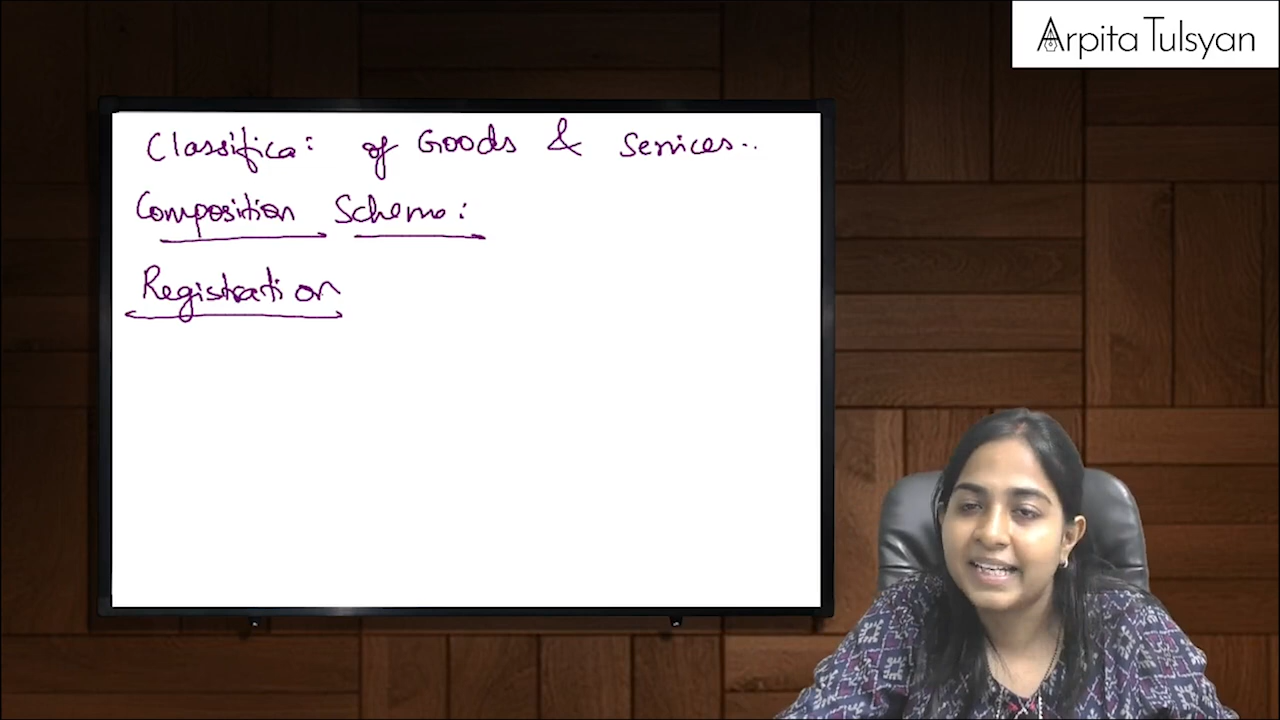 Arpita Tulsyan
Classifica: of Goods & Services..
Composition Scheme:
Registration